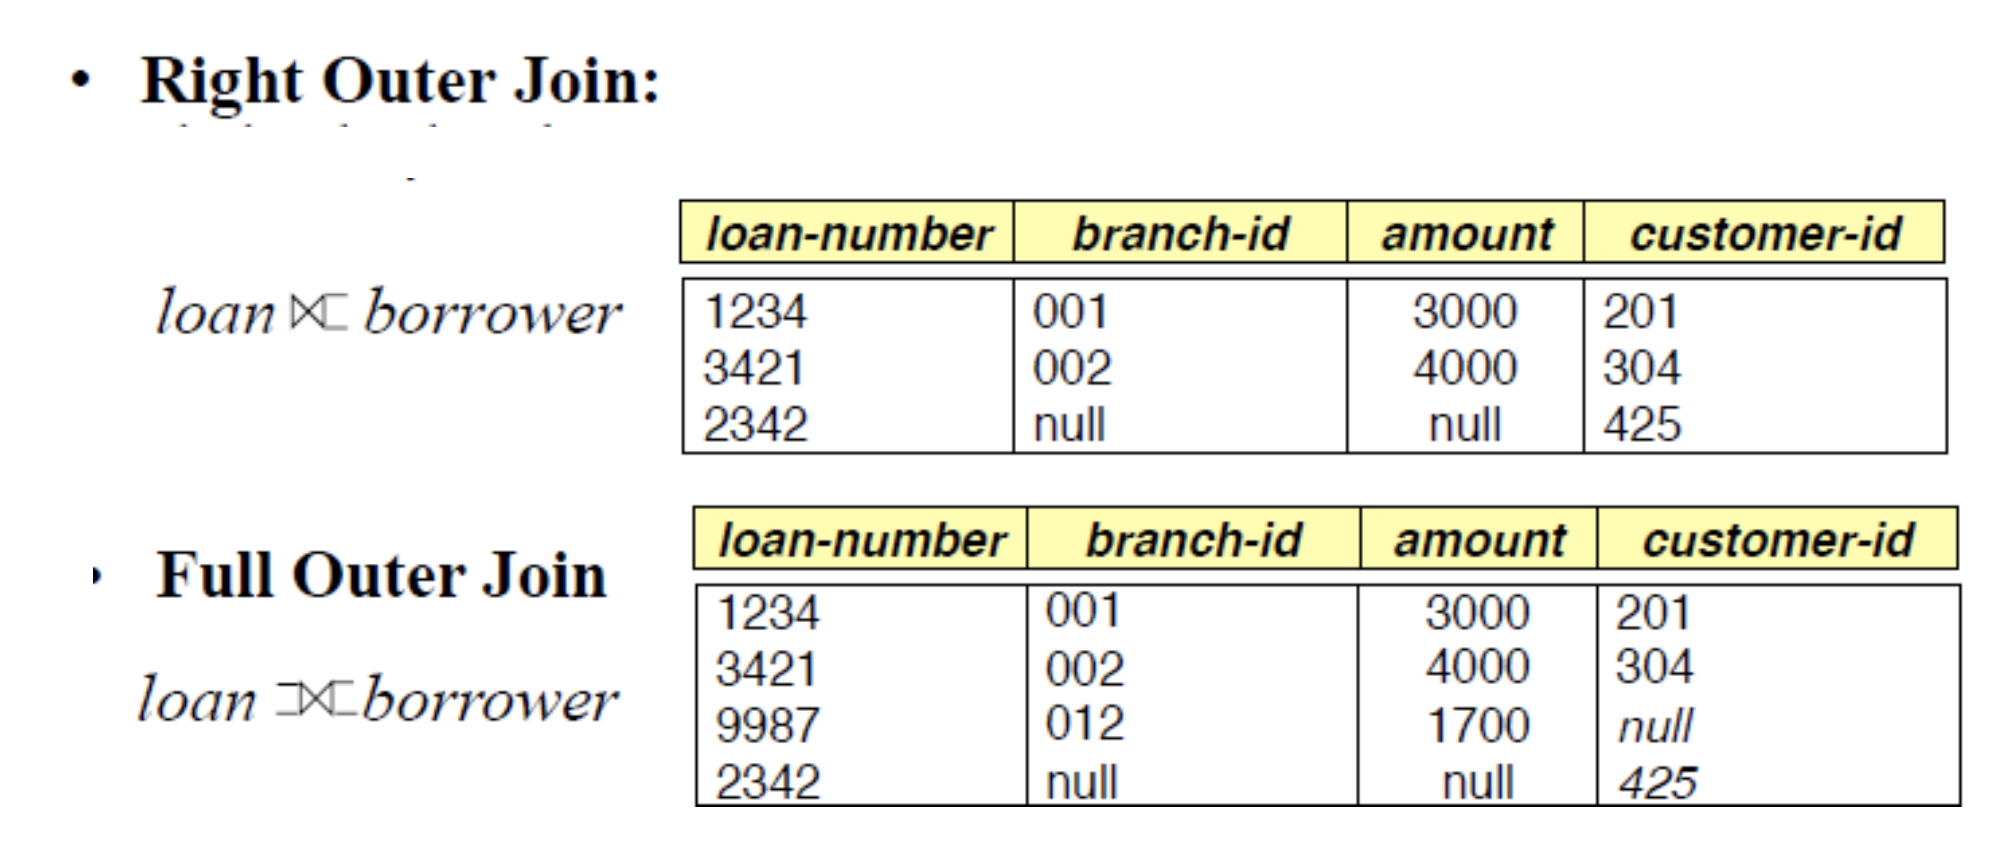 • Right Outer Join:
loan-number branch-id amount customer-id
loan ⟖ borrower
1234 001 3000 201
3421 002 4000 304
2342 null null 425
• Full Outer Join
loan-number branch-id amount customer-id
loan ⟗ borrower
1234 001 3000 201
3421 002 4000 304
9987 012 1700 null
2342 null null 425